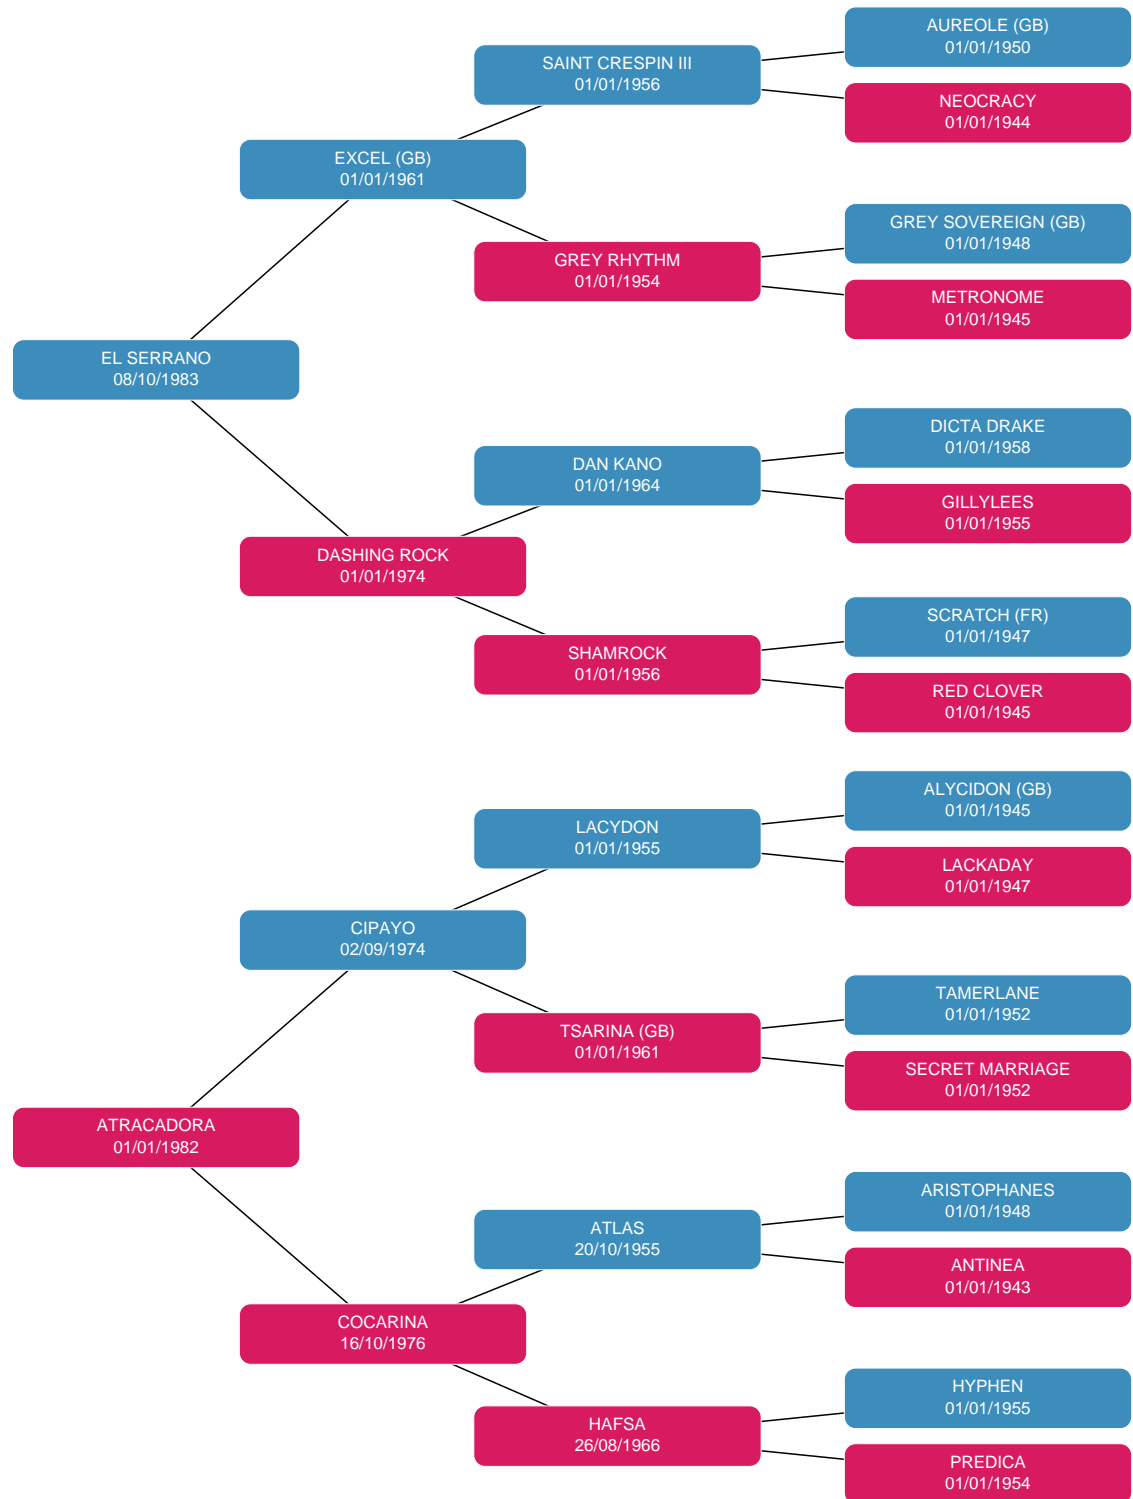 AUREOLE (GB)
01/01/1950
SAINT CRESPIN III
01/01/1956
NEOCRACY
01/01/1944
EXCEL (GB)
01/01/1961
GREY SOVEREIGN (GB)
01/01/1948
GREY RHYTHM
01/01/1954
METRONOME
01/01/1945
EL SERRANO
08/10/1983
DICTA DRAKE
01/01/1958
DAN KANO
01/01/1964
GILLYLEES
01/01/1955
DASHING ROCK
01/01/1974
SCRATCH (FR)
01/01/1947
SHAMROCK
01/01/1956
RED CLOVER
01/01/1945
ALYCIDON (GB)
01/01/1945
LACYDON
01/01/1955
LACKADAY
01/01/1947
CIPAYO
02/09/1974
TAMERLANE
01/01/1952
TSARINA (GB)
01/01/1961
SECRET MARRIAGE
01/01/1952
ATRACADORA
01/01/1982
ARISTOPHANES
01/01/1948
ATLAS
20/10/1955
ANTINEA
01/01/1943
COCARINA
16/10/1976
HYPHEN
01/01/1955
HAFSA
26/08/1966
PREDICA
01/01/1954